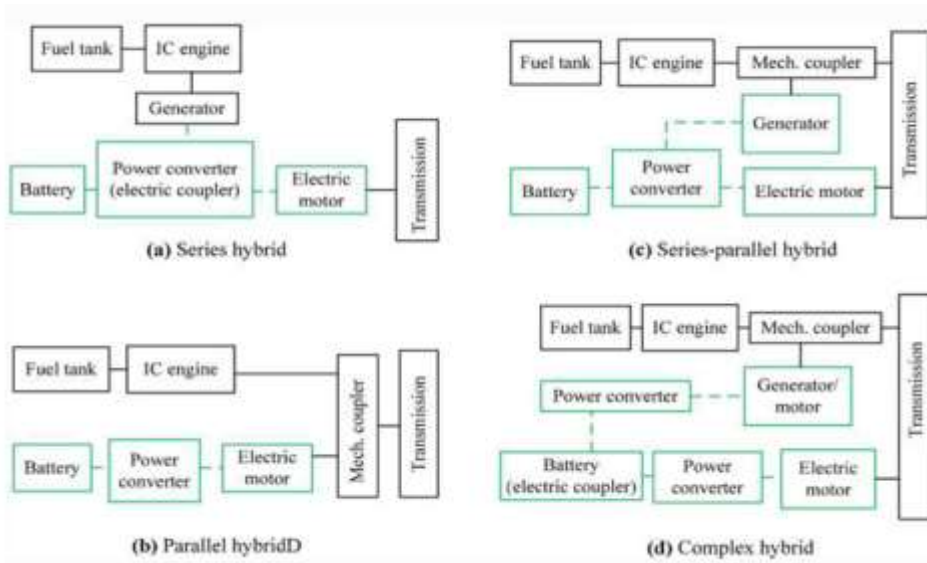 Fuel tank
IC engine
Generator
Battery
Power converter
(electric coupler)
Electric
motor
Transmission
(a) Series hybrid
Fuel tank
IC engine
Mech. coupler
Generator
Battery
Power
converter
Electric motor
Transmission
(c) Series-parallel hybrid
Fuel tank
IC engine
Battery
Power
converter
Electric
motor
Mech. coupler
Transmission
(b) Parallel hybridD
Fuel tank
IC engine
Mech. coupler
Power converter
Generator/
motor
Battery
(electric coupler)
Power
converter
Electric
motor
Transmission
(d) Complex hybrid